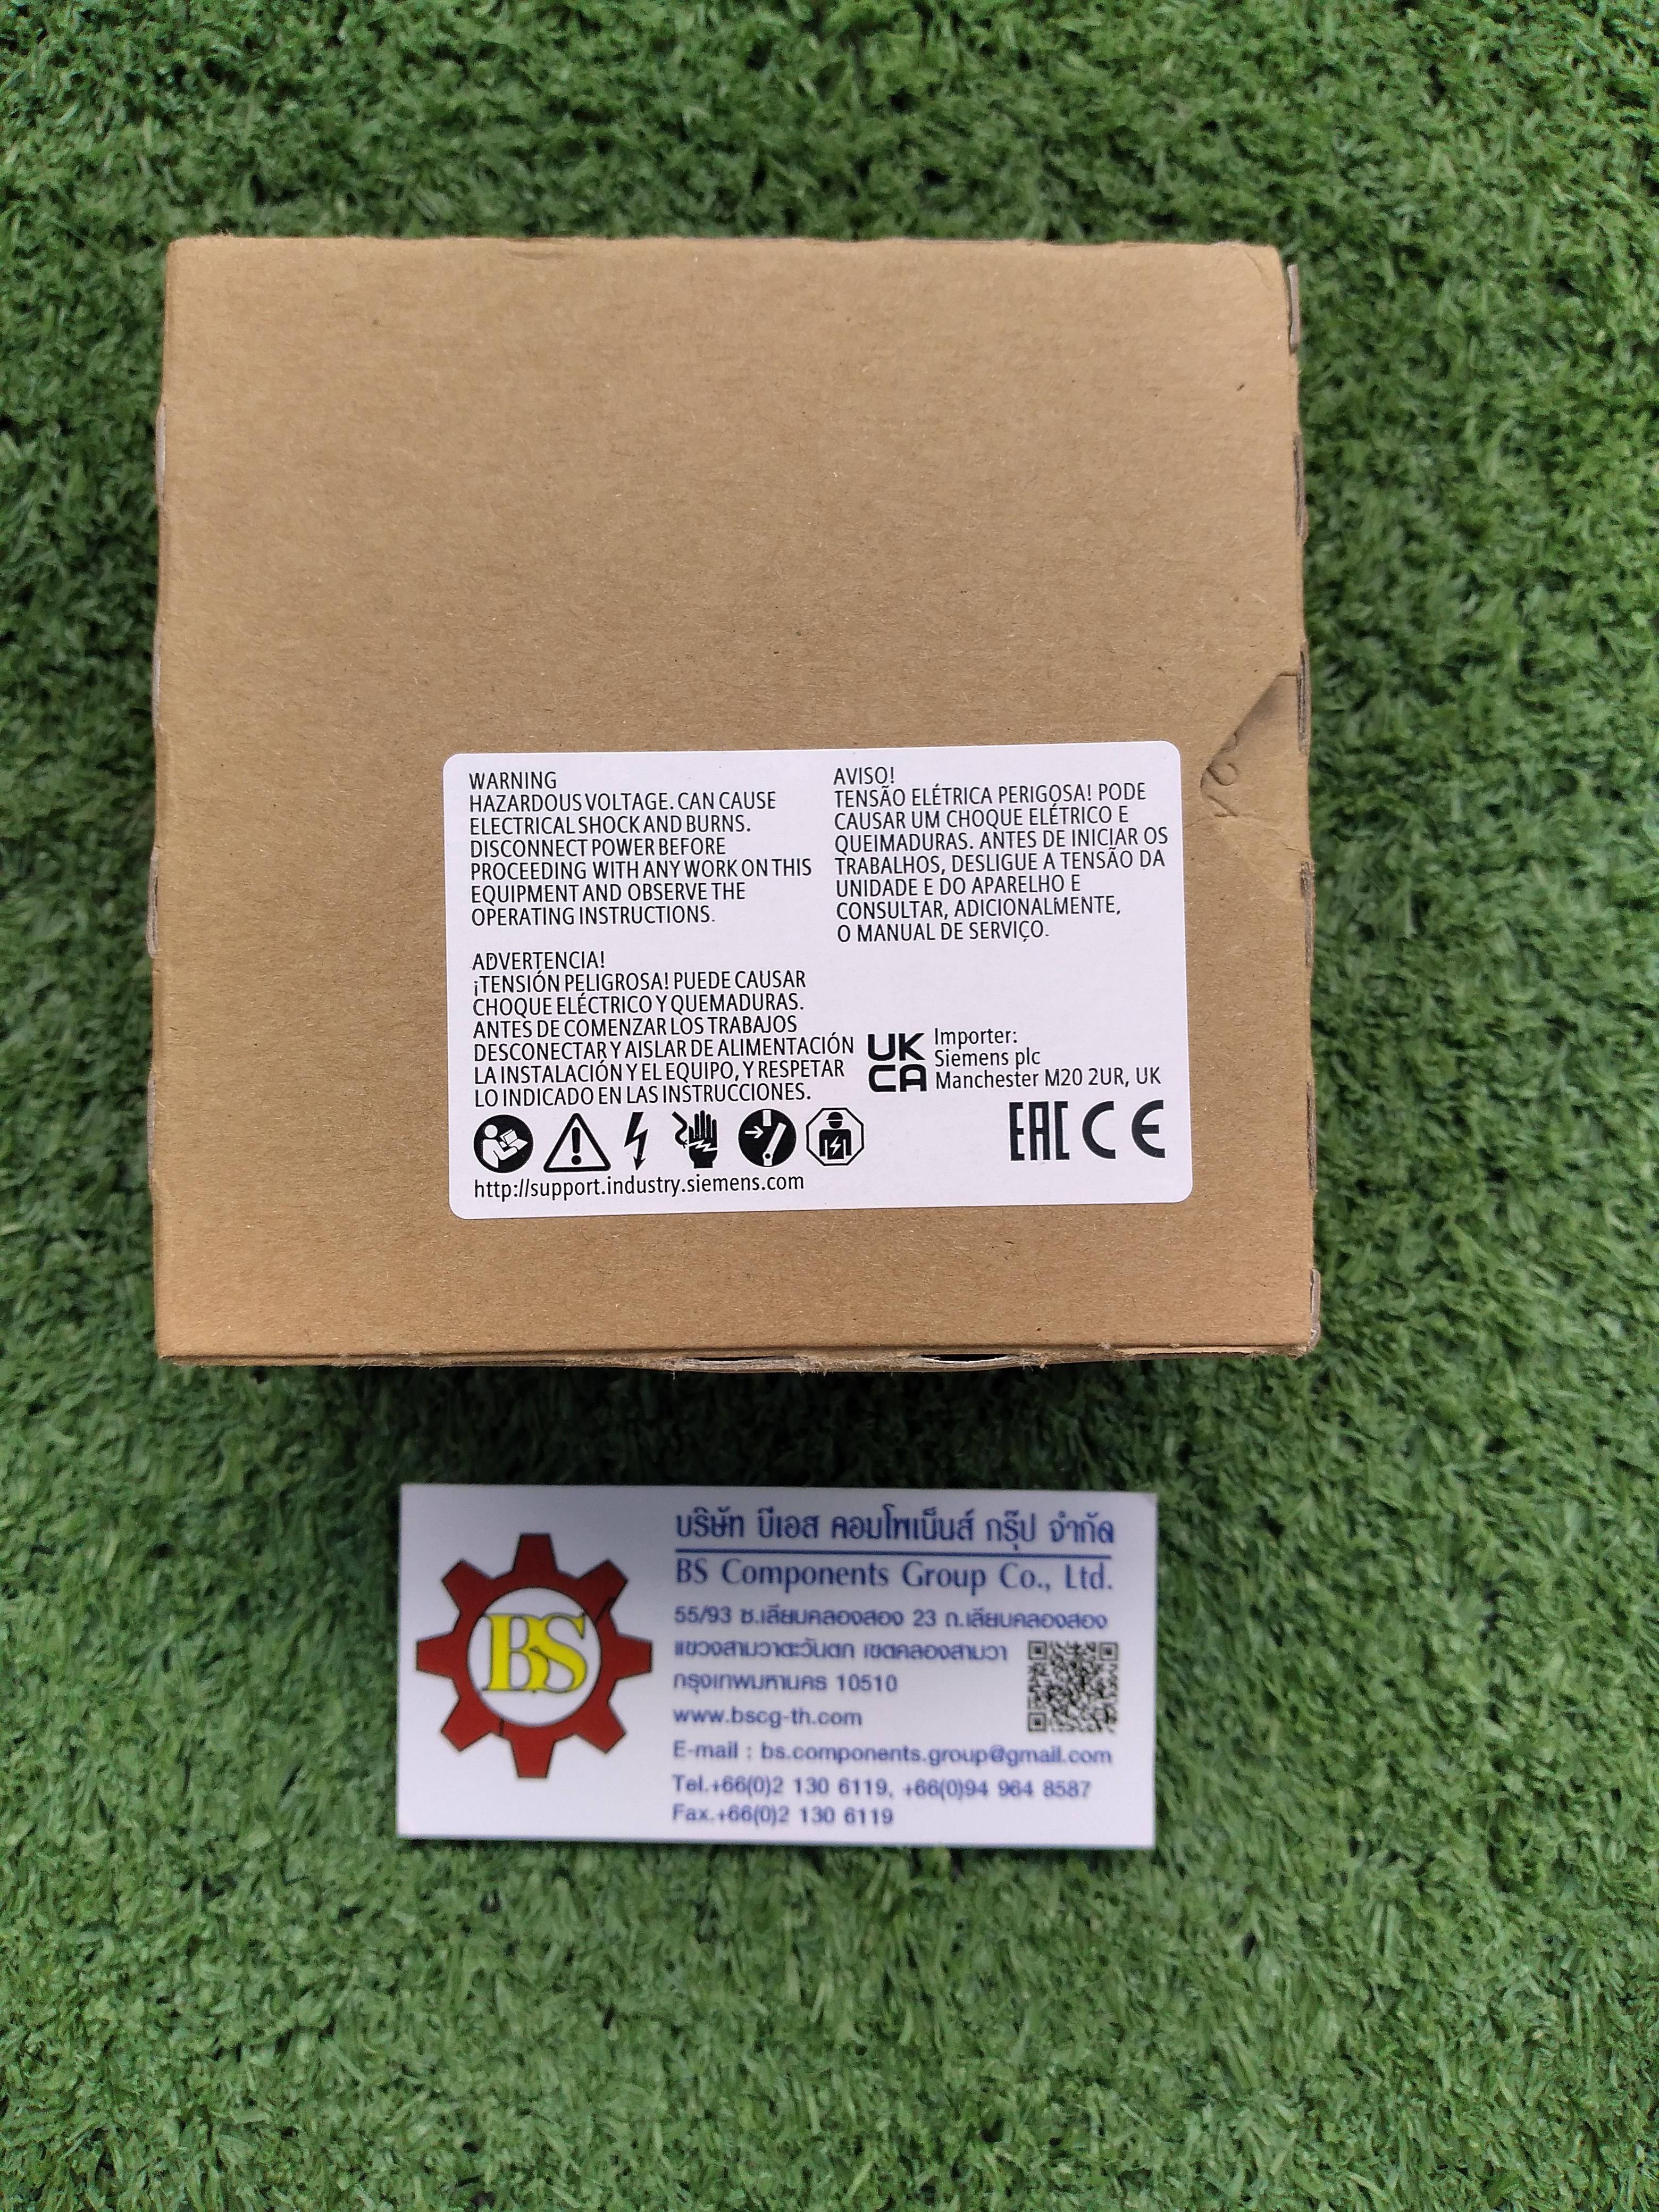 WARNING
HAZARDOUS VOLTAGE. CAN CAUSE
ELECTRICAL SHOCK AND BURNS.
DISCONNECT POWER BEFORE
PROCEEDING WITH ANY WORK ON THIS
EQUIPMENT AND OBSERVE THE
OPERATING INSTRUCTIONS.
ADVERTENCIA!
¡TENSIÓN PELIGROSA! PUEDE CAUSAR
CHOQUE ELÉCTRICO Y QUEMADURAS.
ANTES DE COMENZAR LOS TRABAJOS
DESCONECTAR Y AISLAR DE ALIMENTACIÓN
LA INSTALACIÓN Y EL EQUIPO, Y RESPETAR
LO INDICADO EN LAS INSTRUCCIONES.
http://support.industry.siemens.com
AVISO!
TENSÃO ELÉTRICA PERIGOSA! PODE
CAUSAR UM CHOQUE ELÉTRICO E
QUEIMADURAS. ANTES DE INICIAR OS
TRABALHOS, DESLIGUE A TENSÃO DA
UNIDADE E DO APARELHO E
CONSULTAR, ADICIONALMENTE,
O MANUAL DE SERVIÇO.
UK
CA
Importer:
Siemens plc
Manchester M20 2UR, UK
EAC CE
BS
บริษัท บีเอส คอมโพเน็นส์ กรุ๊ป จำกัด
BS Components Group Co., Ltd.
55/93 ซ.เลียบคลองสอง 23 ถ.เลียบคลองสอง
แขวงสามวาตะวันตก เขตคลองสามวา
กรุงเทพมหานคร 10510
www.bscg-th.com
E-mail : bs.components.group@gmail.com
Tel.+66(0)2 130 6119, +66(0)94 964 8587
Fax.+66(0)2 130 6119